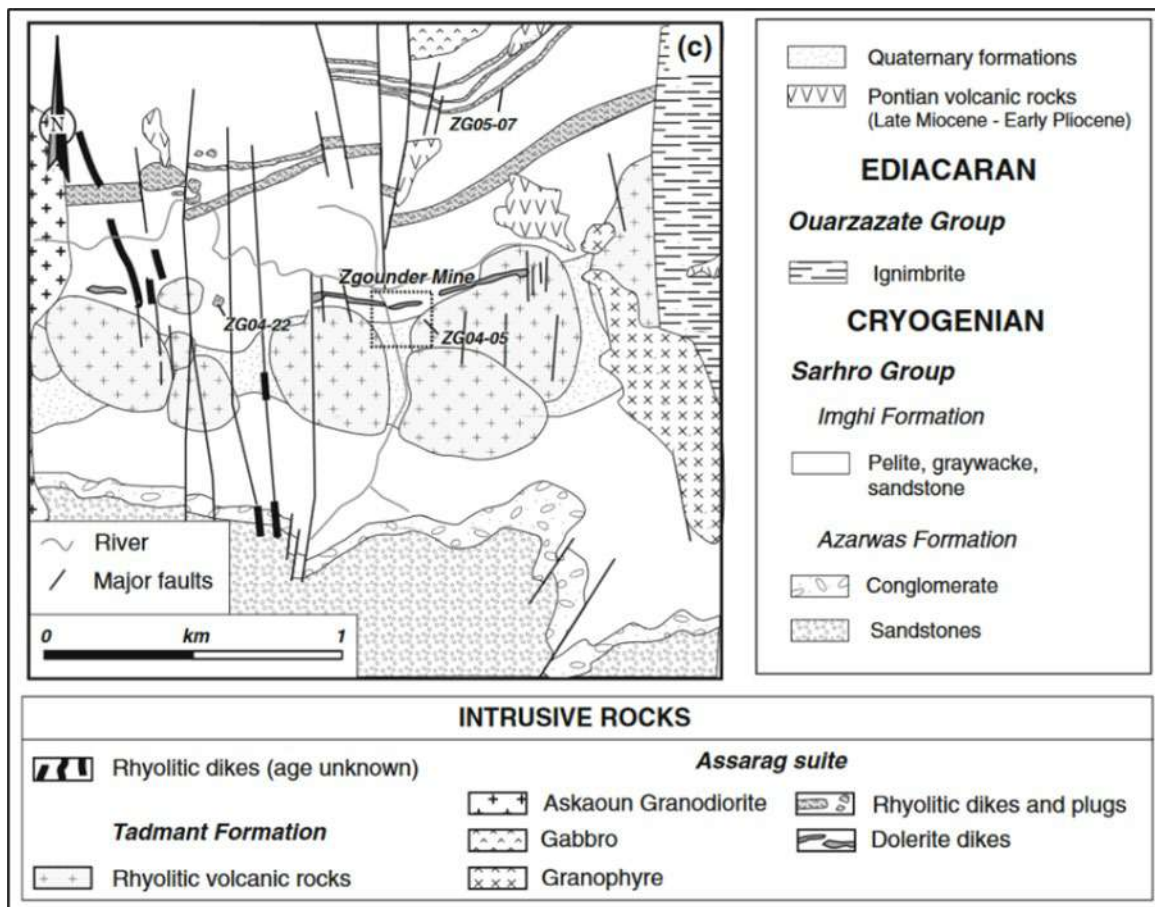 (c)
N
ZG05-07
Zgounder Mine
ZG04-22
ZG04-05
River
Major faults
0 km 1
Quaternary formations
Pontian volcanic rocks
(Late Miocene - Early Pliocene)
EDIACARAN
Ouarzazate Group
Ignimbrite
CRYOGENIAN
Sarhro Group
Imghi Formation
Pelite, graywacke,
sandstone
Azarwas Formation
Conglomerate
Sandstones
INTRUSIVE ROCKS
Rhyolitic dikes (age unknown)
Tadmant Formation
Rhyolitic volcanic rocks
Assarag suite
Askaoun Granodiorite
Gabbro
Granophyre
Rhyolitic dikes and plugs
Dolerite dikes